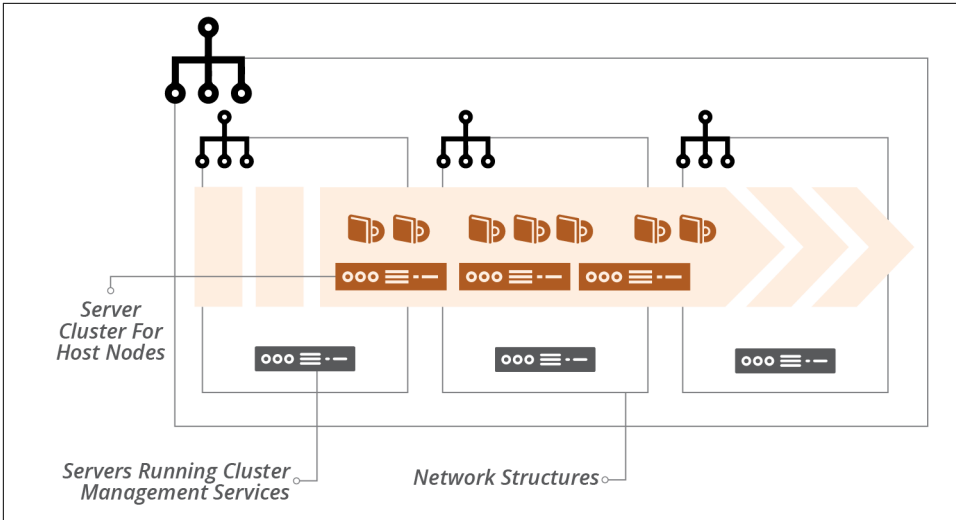 Server
Cluster For
Host Nodes
Servers Running Cluster
Management Services
Network Structures